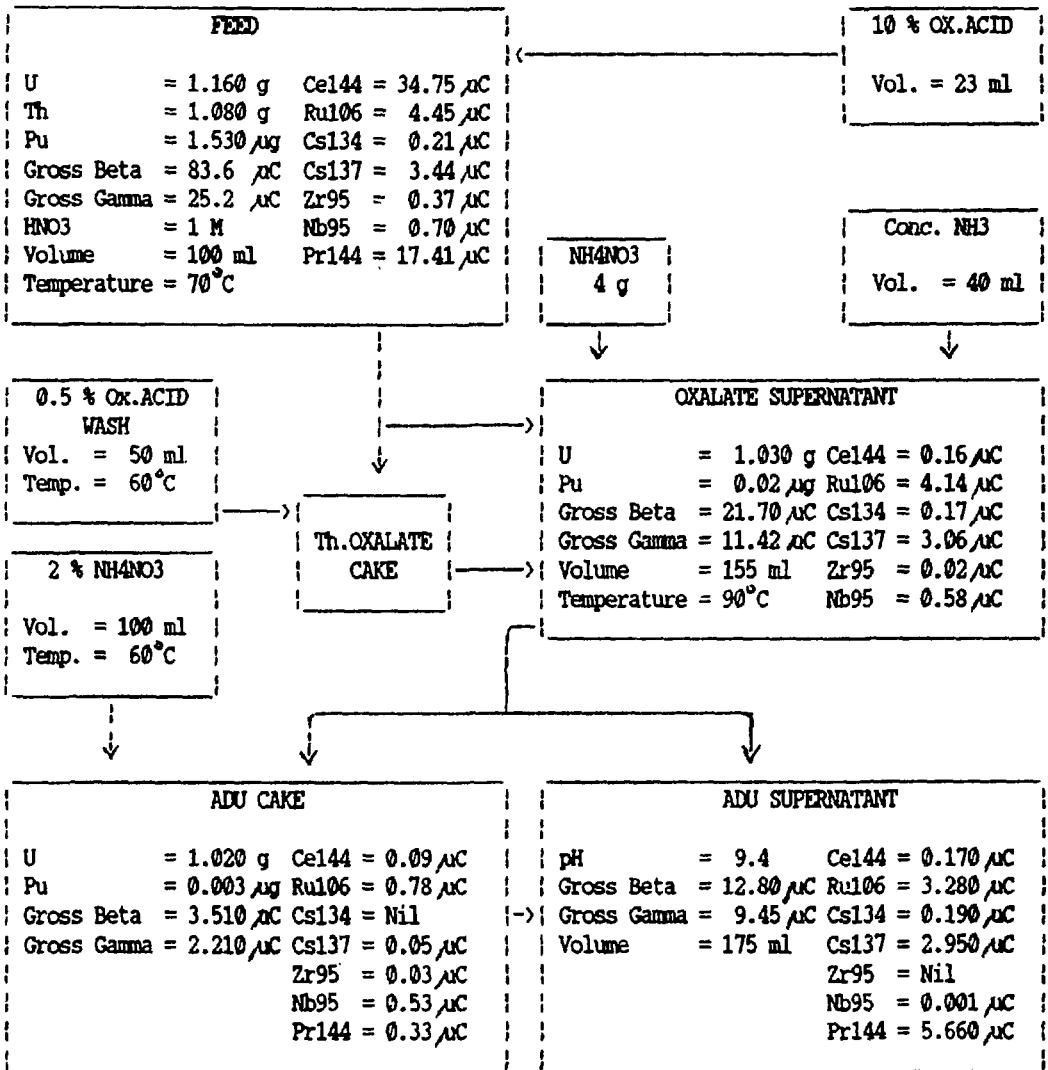 FEED
U = 1.160 g Ce144 = 34.75 µC
Th = 1.080 g Ru106 = 4.45 µC
Pu = 1.530 µg Cs134 = 0.21 µC
Gross Beta = 83.6 µC Cs137 = 3.44 µC
Gross Gamma = 25.2 µC Zr95 = 0.37 µC
HNO3 = 1 M Nb95 = 0.70 µC
Volume = 100 ml Pr144 = 17.41 µC
Temperature = 70°C
10 % OX.ACID
Vol. = 23 ml
NH4NO3
4 g
Conc. NH3
Vol. = 40 ml
0.5 % Ox.ACID
WASH
Vol. = 50 ml
Temp. = 60°C
2 % NH4NO3
Vol. = 100 ml
Temp. = 60°C
Th.OXALATE
CAKE
OXALATE SUPERNATANT
U = 1.030 g Ce144 = 0.16 µC
Pu = 0.02 µg Ru106 = 4.14 µC
Gross Beta = 21.70 µC Cs134 = 0.17 µC
Gross Gamma = 11.42 µC Cs137 = 3.06 µC
Volume = 155 ml Zr95 = 0.02 µC
Temperature = 90°C Nb95 = 0.58 µC
ADU CAKE
U = 1.020 g Ce144 = 0.09 µC
Pu = 0.003 µg Ru106 = 0.78 µC
Gross Beta = 3.510 µC Cs134 = Nil
Gross Gamma = 2.210 µC Cs137 = 0.05 µC
Zr95 = 0.03 µC
Nb95 = 0.53 µC
Pr144 = 0.33 µC
ADU SUPERNATANT
pH = 9.4 Ce144 = 0.170 µC
Gross Beta = 12.80 µC Ru106 = 3.280 µC
Gross Gamma = 9.45 µC Cs134 = 0.190 µC
Volume = 175 ml Cs137 = 2.950 µC
Zr95 = Nil
Nb95 = 0.001 µC
Pr144 = 5.660 µC